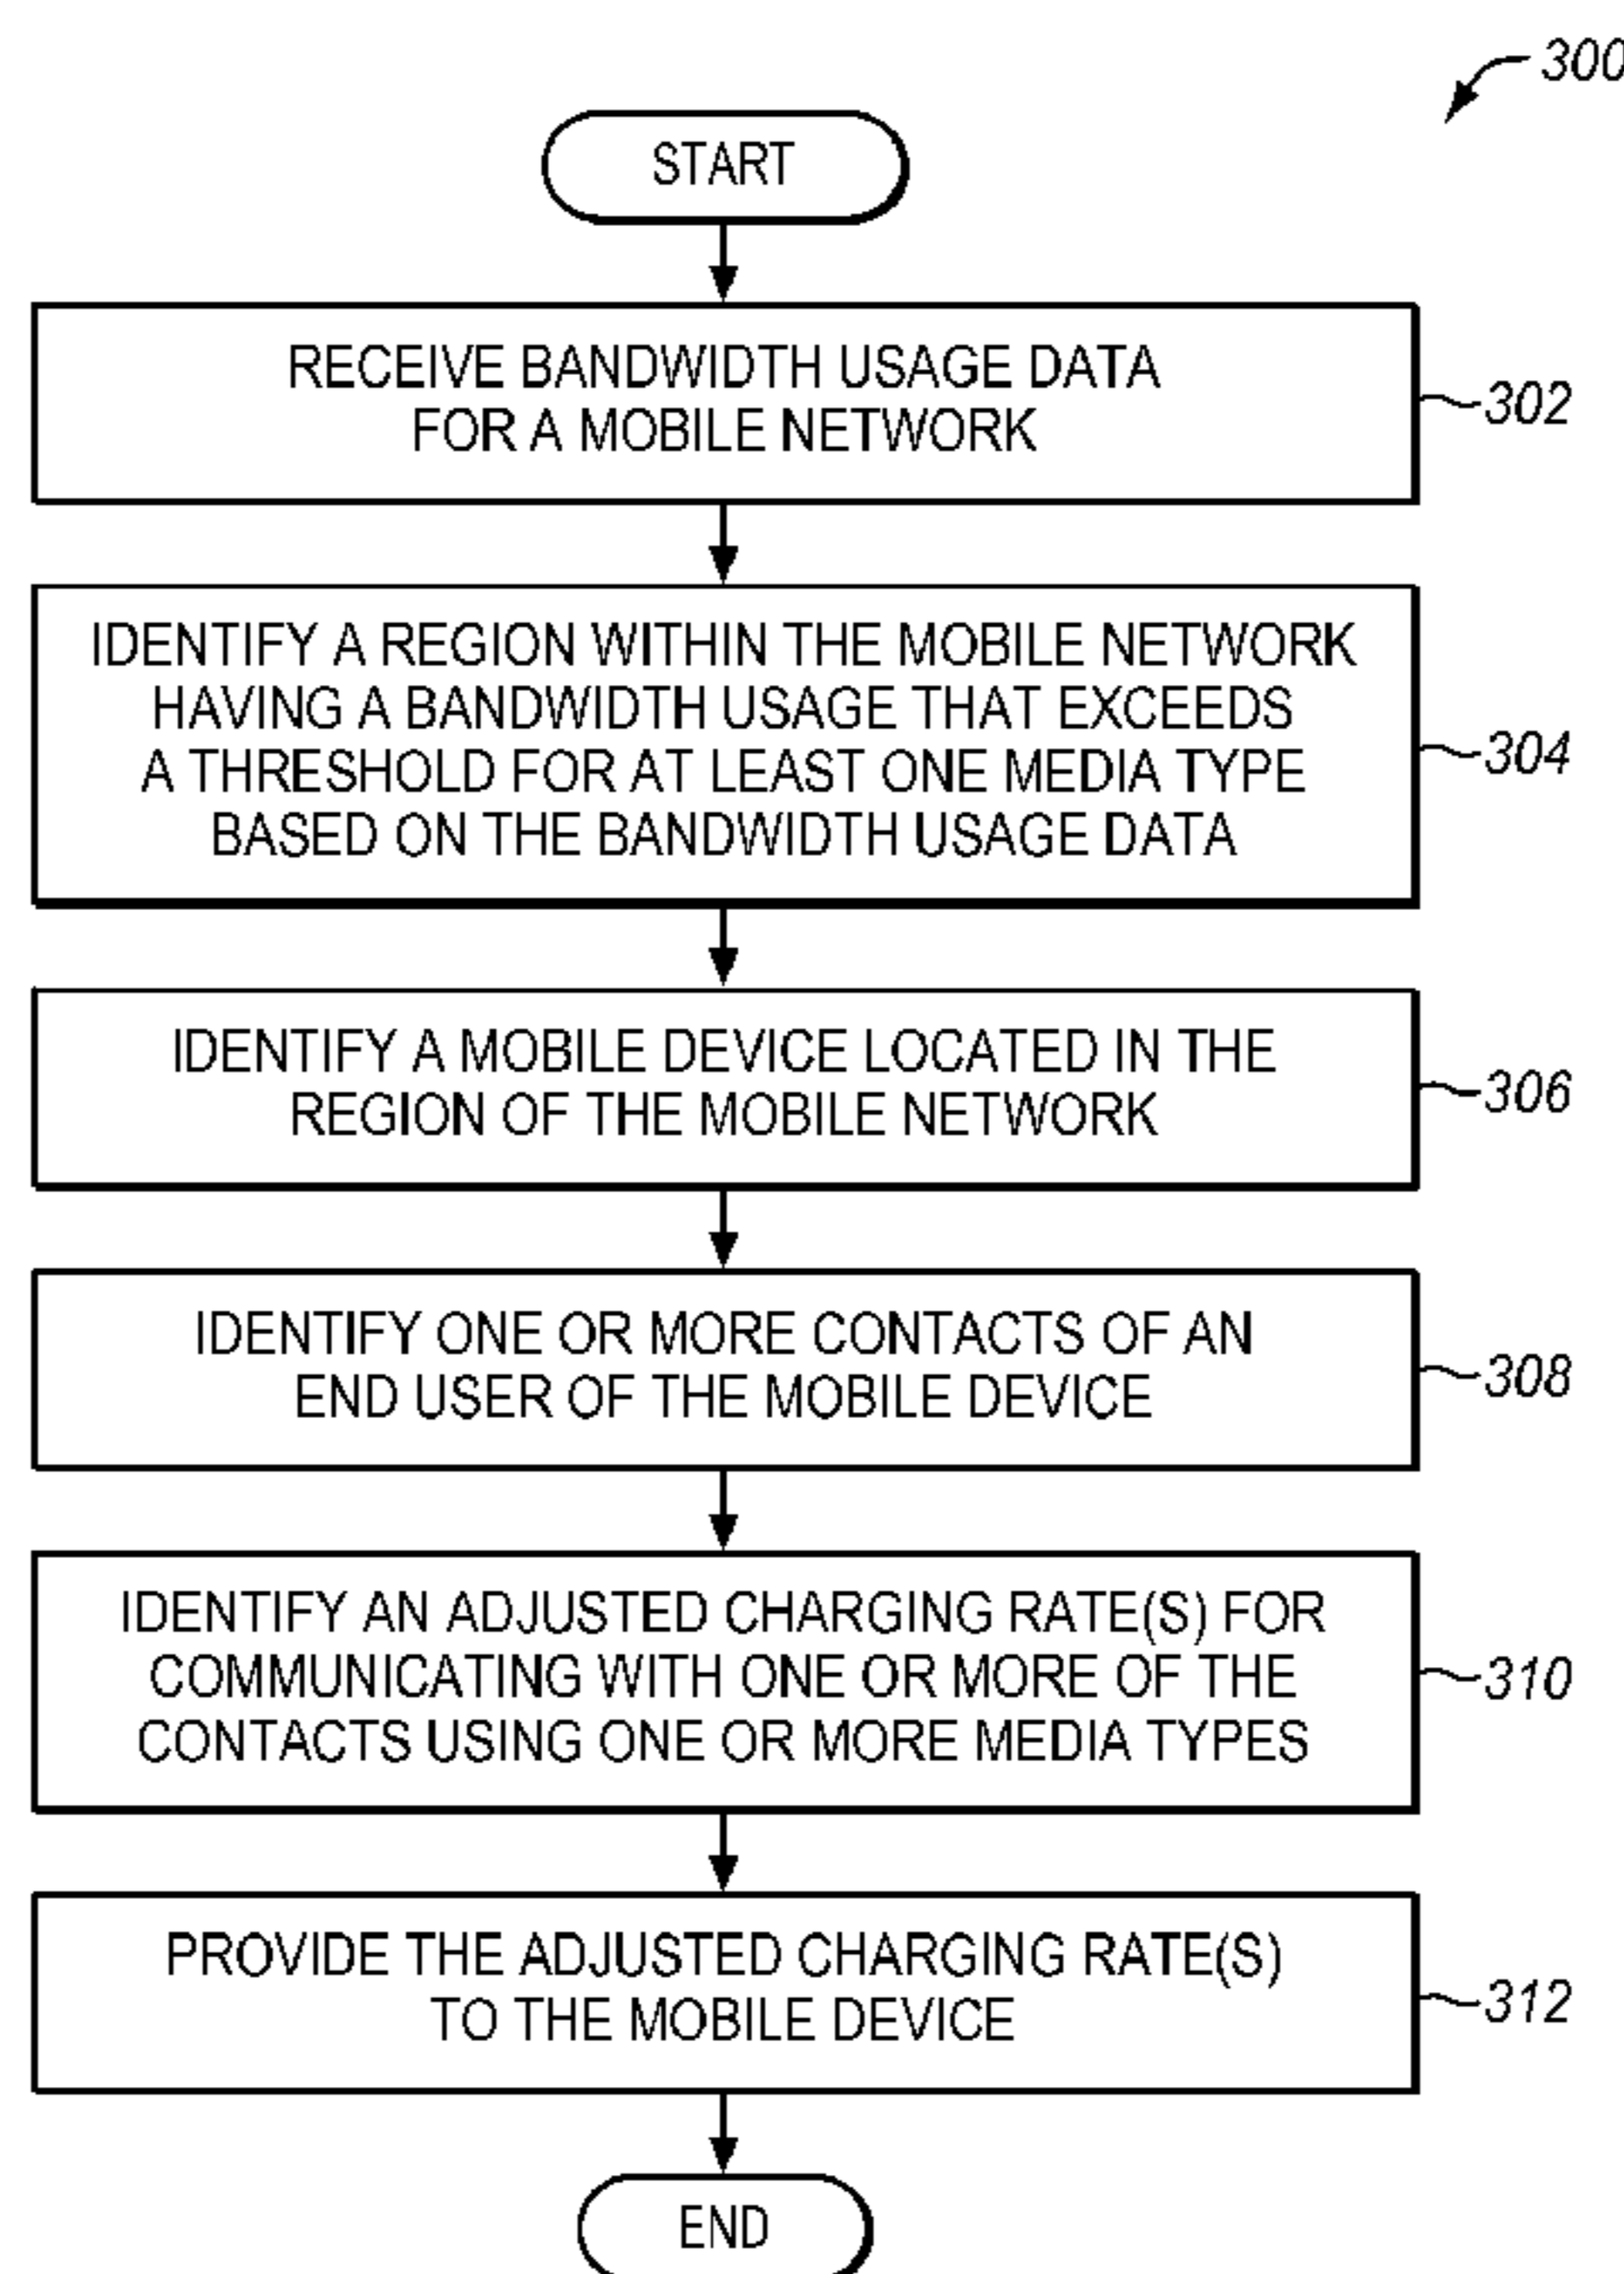 300
START
RECEIVE BANDWIDTH USAGE DATA
FOR A MOBILE NETWORK
302
IDENTIFY A REGION WITHIN THE MOBILE NETWORK
HAVING A BANDWIDTH USAGE THAT EXCEEDS
A THRESHOLD FOR AT LEAST ONE MEDIA TYPE
BASED ON THE BANDWIDTH USAGE DATA
304
IDENTIFY A MOBILE DEVICE LOCATED IN THE
REGION OF THE MOBILE NETWORK
306
IDENTIFY ONE OR MORE CONTACTS OF AN
END USER OF THE MOBILE DEVICE
308
IDENTIFY AN ADJUSTED CHARGING RATE(S) FOR
COMMUNICATING WITH ONE OR MORE OF THE
CONTACTS USING ONE OR MORE MEDIA TYPES
310
PROVIDE THE ADJUSTED CHARGING RATE(S)
TO THE MOBILE DEVICE
312
END